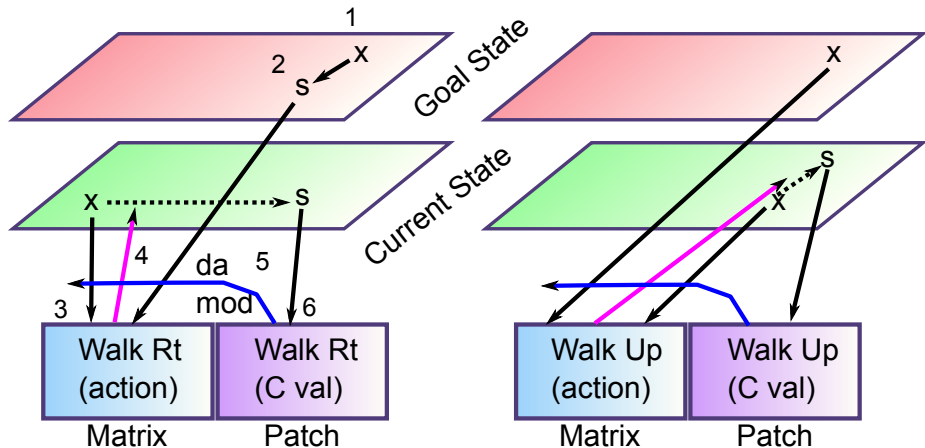 1
x
2
s
Goal State
x
x
s
Current State
s
x
4
5
da
mod
3
6
Walk Rt
(action)
Walk Rt
(C val)
Walk Up
(action)
Walk Up
(C val)
Matrix
Patch
Matrix
Patch